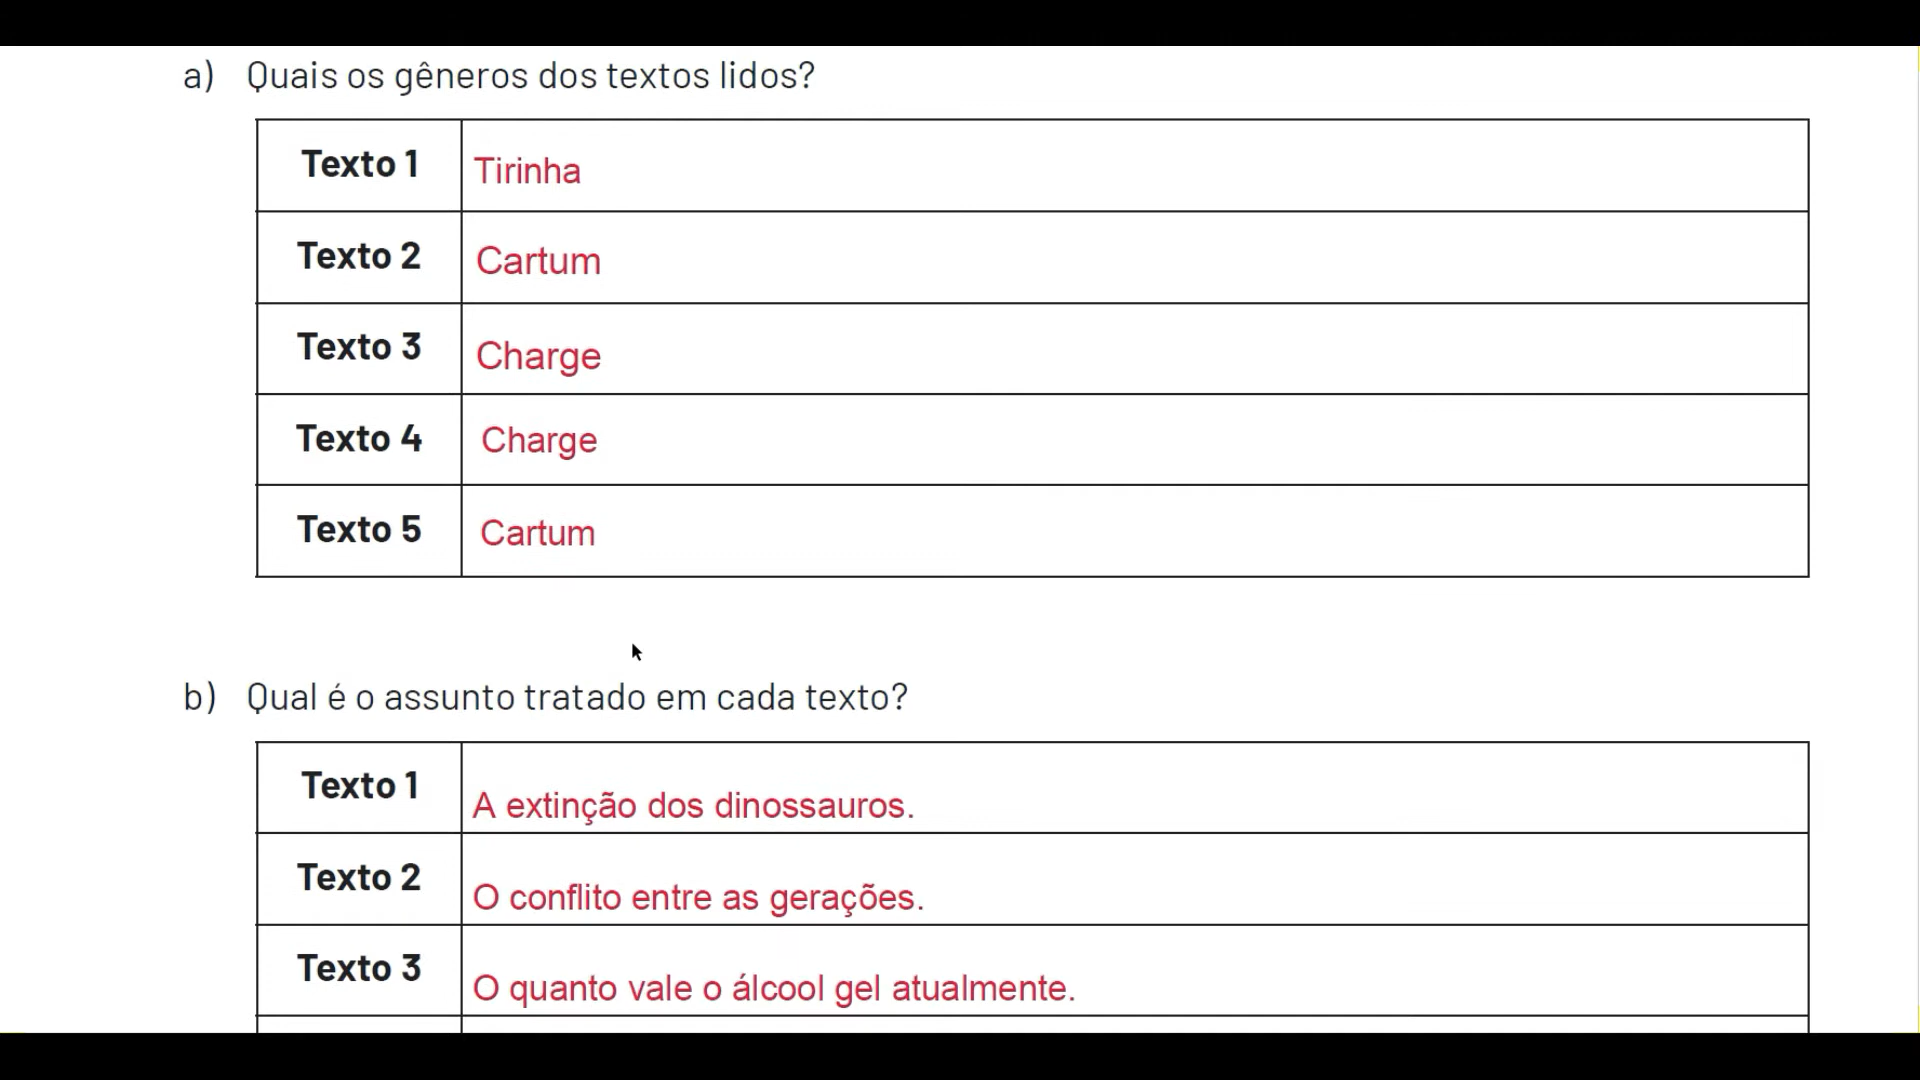 a) Quais os gêneros dos textos lidos?
Texto 1 Tirinha
Texto 2 Cartum
Texto 3 Charge
Texto 4 Charge
Texto 5 Cartum
b) Qual é o assunto tratado em cada texto?
Texto 1 A extinção dos dinossauros.
Texto 2 O conflito entre as gerações.
Texto 3 O quanto vale o álcool gel atualmente.